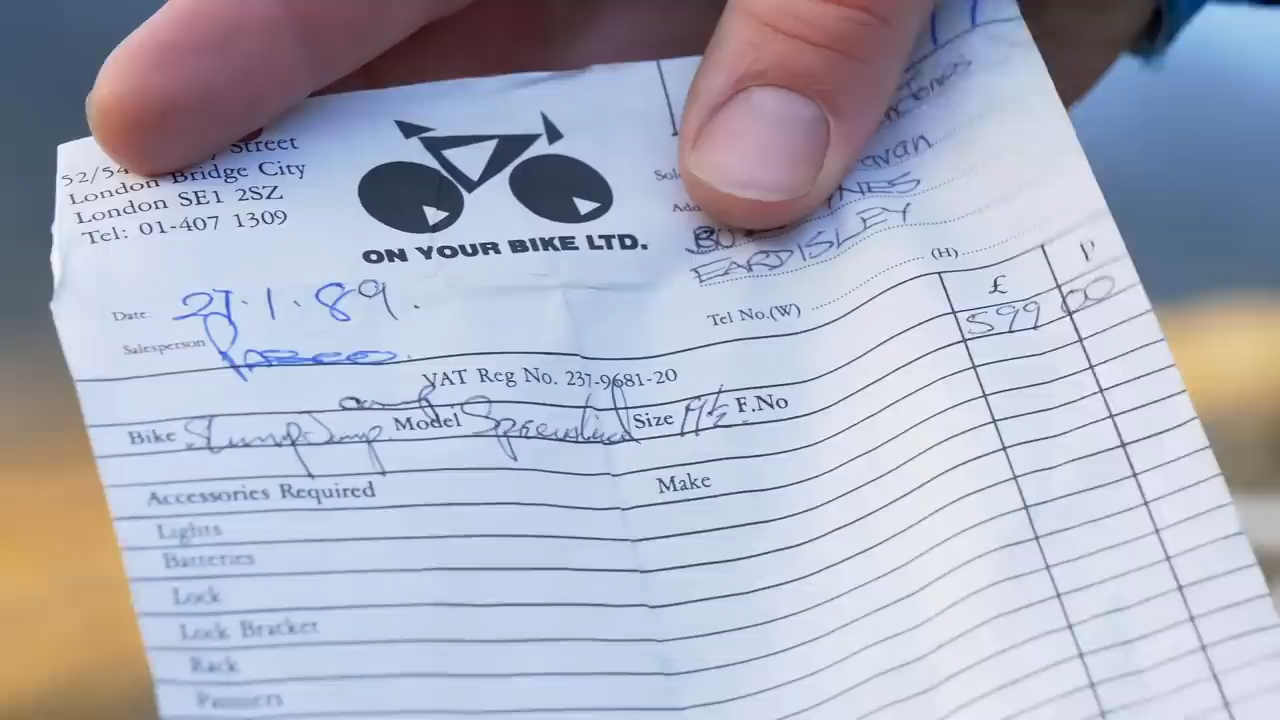 52/54 Street
London Bridge City
London SE1 2SZ
Tel: 01-407 1309
ON YOUR BIKE LTD.
Date: 27.1.89.
Salesperson
Sol
Add
EARDISLEY
Tel No.(W) (H)
£ P
599 00
VAT Reg No. 237-9681-20
Bike StumpJump Model Specialized Size F.No
Accessories Required Make
Lights
Batteries
Lock
Lock Bracket
Rack
Panniers